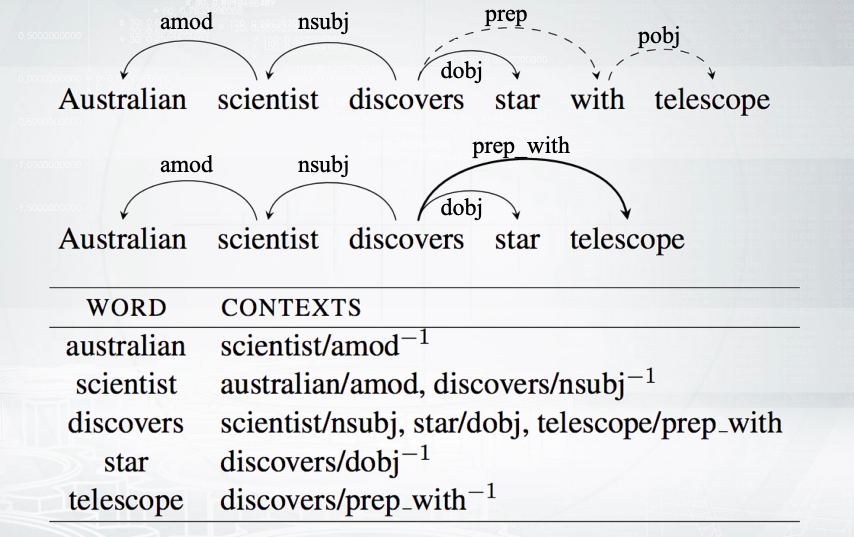 amod nsubj prep pobj
dobj
Australian scientist discovers star with telescope
amod nsubj prep_with
dobj
Australian scientist discovers star telescope
WORD CONTEXTS
australian scientist/amod⁻¹
scientist australian/amod, discovers/nsubj⁻¹
discovers scientist/nsubj, star/dobj, telescope/prep_with
star discovers/dobj⁻¹
telescope discovers/prep_with⁻¹